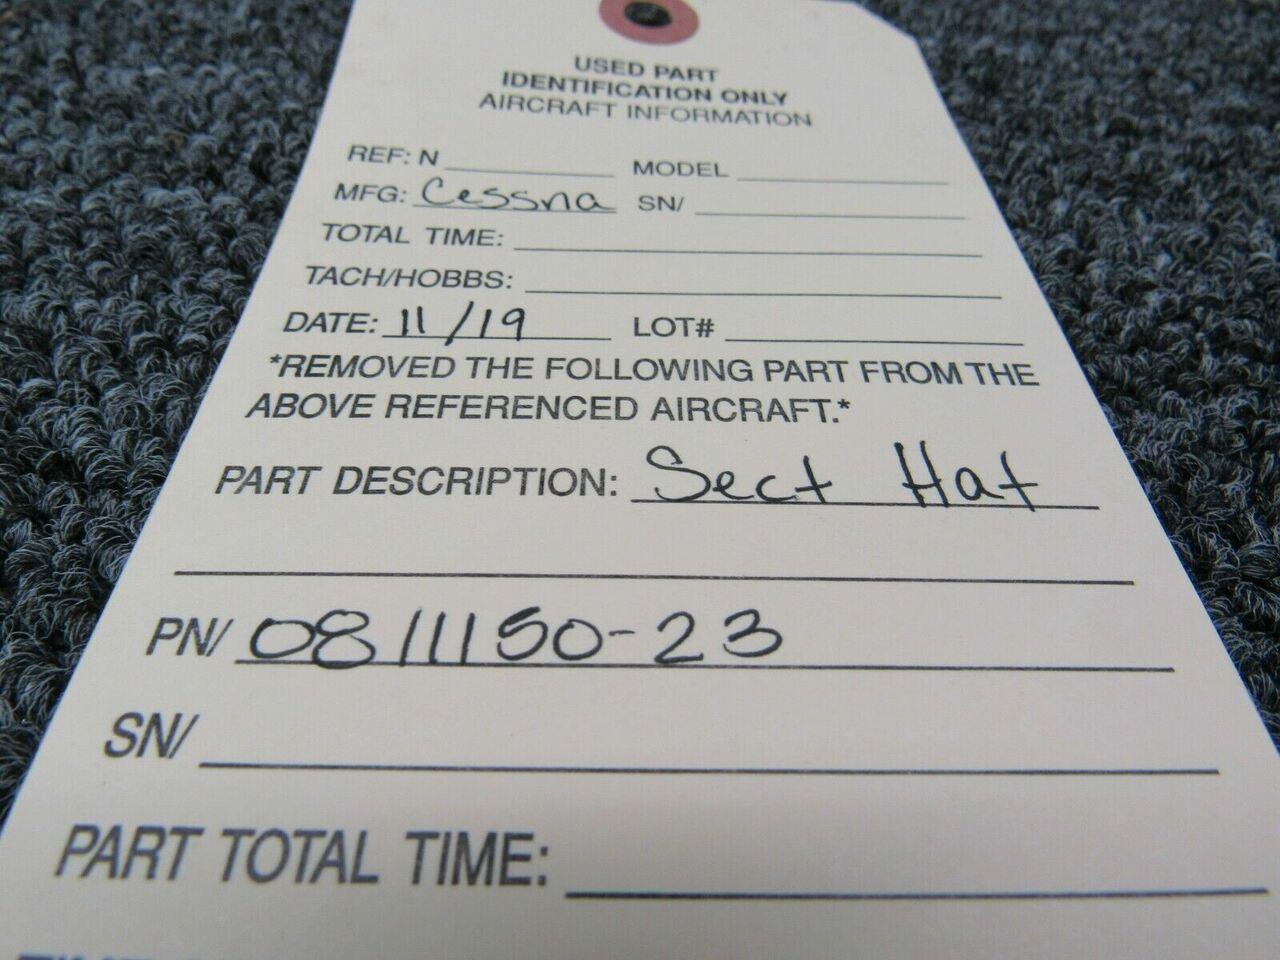 USED PART
IDENTIFICATION ONLY
AIRCRAFT INFORMATION
REF: N MODEL
MFG: Cessna SN/
TOTAL TIME:
TACH/HOBBS:
DATE: 11/19 LOT#
*REMOVED THE FOLLOWING PART FROM THE
ABOVE REFERENCED AIRCRAFT.*
PART DESCRIPTION: Sect Hat
PN/ 0811150-23
SN/
PART TOTAL TIME: